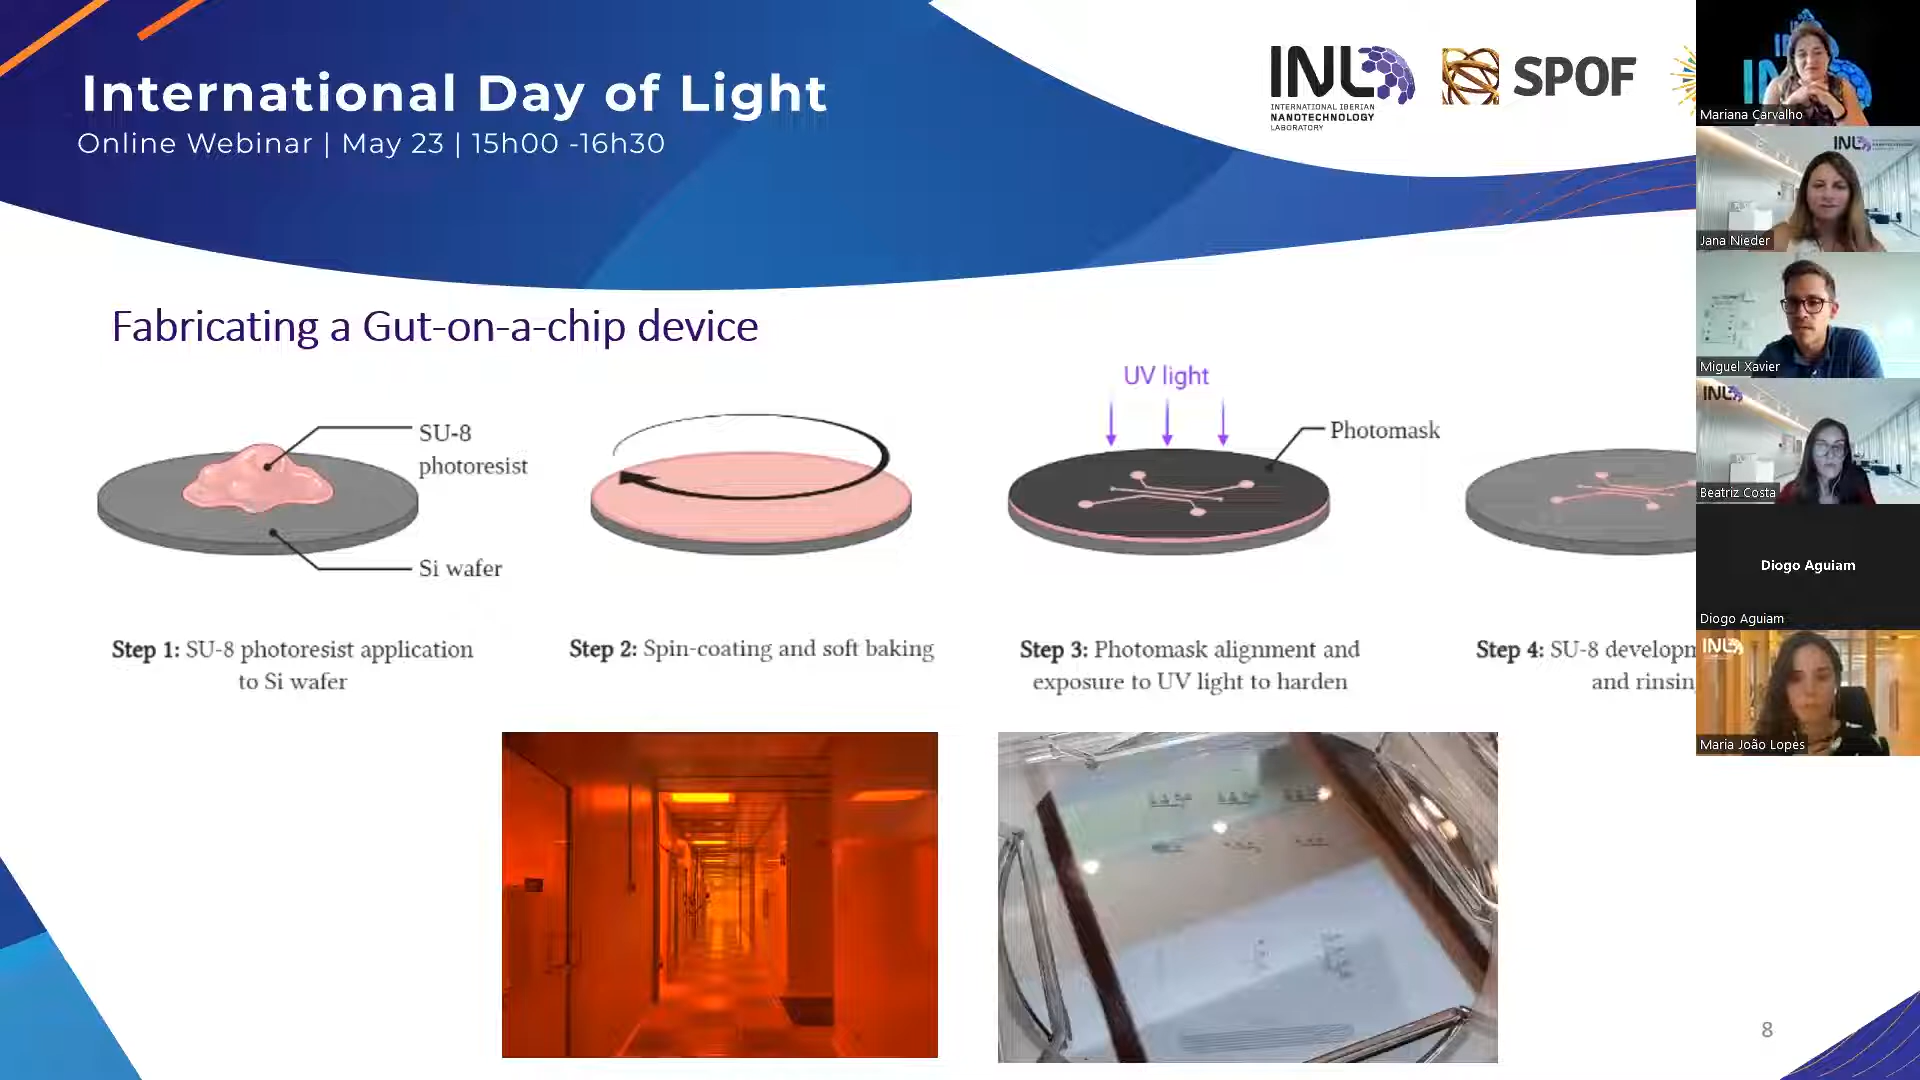 International Day of Light
Online Webinar | May 23 | 15h00 -16h30
INL
INTERNATIONAL IBERIAN
NANOTECHNOLOGY
LABORATORY
SPOF
Fabricating a Gut-on-a-chip device
SU-8
photoresist
Si wafer
UV light
Photomask
Step 1: SU-8 photoresist application
to Si wafer
Step 2: Spin-coating and soft baking
Step 3: Photomask alignment and
exposure to UV light to harden
Step 4: SU-8 developm
and rinsin
8
Mariana Carvalho
INL
Jana Nieder
Miguel Xavier
INL
Beatriz Costa
Diogo Aguiam
Diogo Aguiam
INL
Maria João Lopes